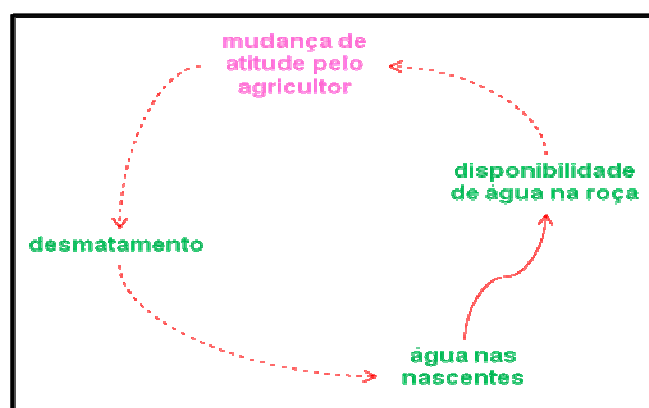 mudança de
atitude pelo
agricultor
disponibilidade
de água na roça
desmatamento
água nas
nascentes